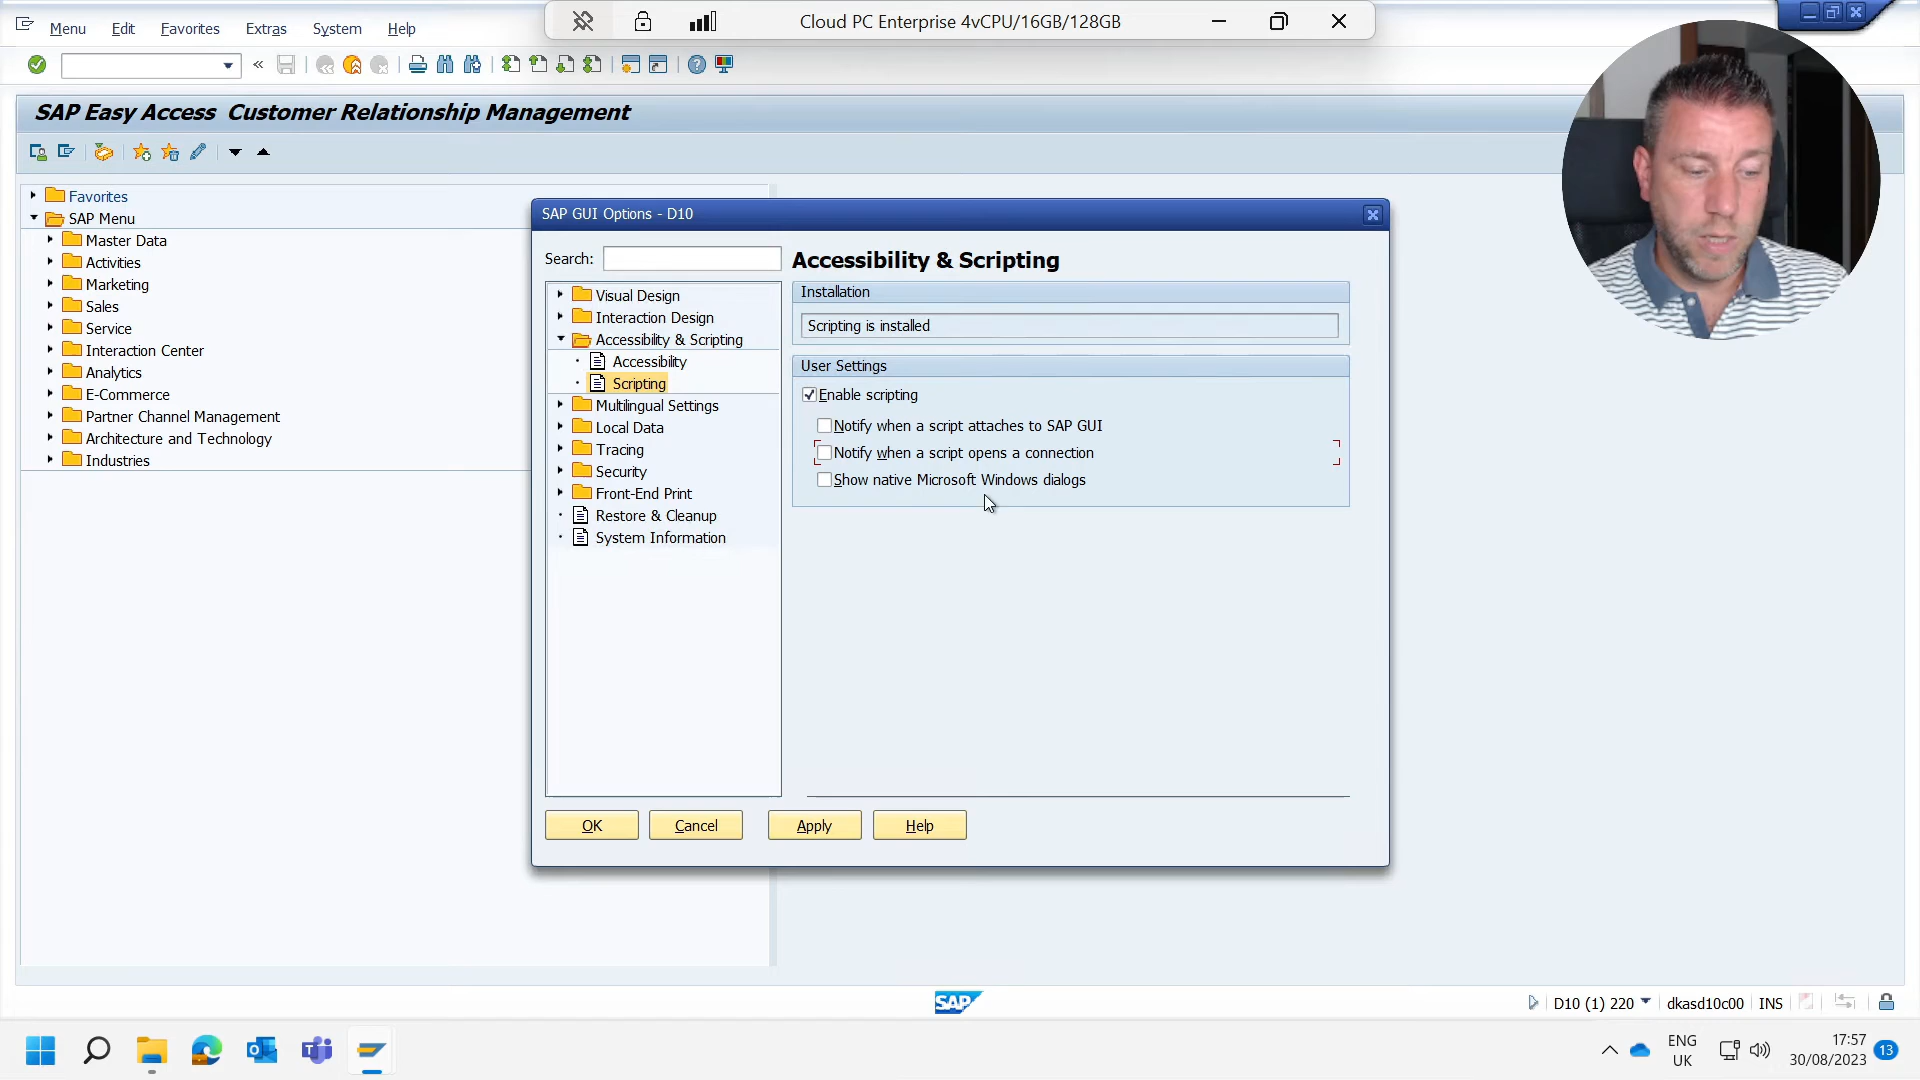 Cloud PC Enterprise 4vCPU/16GB/128GB
Menu Edit Favorites Extras System Help
SAP Easy Access Customer Relationship Management
Favorites
SAP Menu
Master Data
Activities
Marketing
Sales
Service
Interaction Center
Analytics
E-Commerce
Partner Channel Management
Architecture and Technology
Industries
SAP GUI Options - D10
Search:
Visual Design
Interaction Design
Accessibility & Scripting
Accessibility
Scripting
Multilingual Settings
Local Data
Tracing
Security
Front-End Print
Restore & Cleanup
System Information
Accessibility & Scripting
Installation
Scripting is installed
User Settings
Enable scripting
Notify when a script attaches to SAP GUI
Notify when a script opens a connection
Show native Microsoft Windows dialogs
OK Cancel Apply Help
SAP
D10 (1) 220 dkasd10c00 INS
ENG
UK
17:57
30/08/2023
13